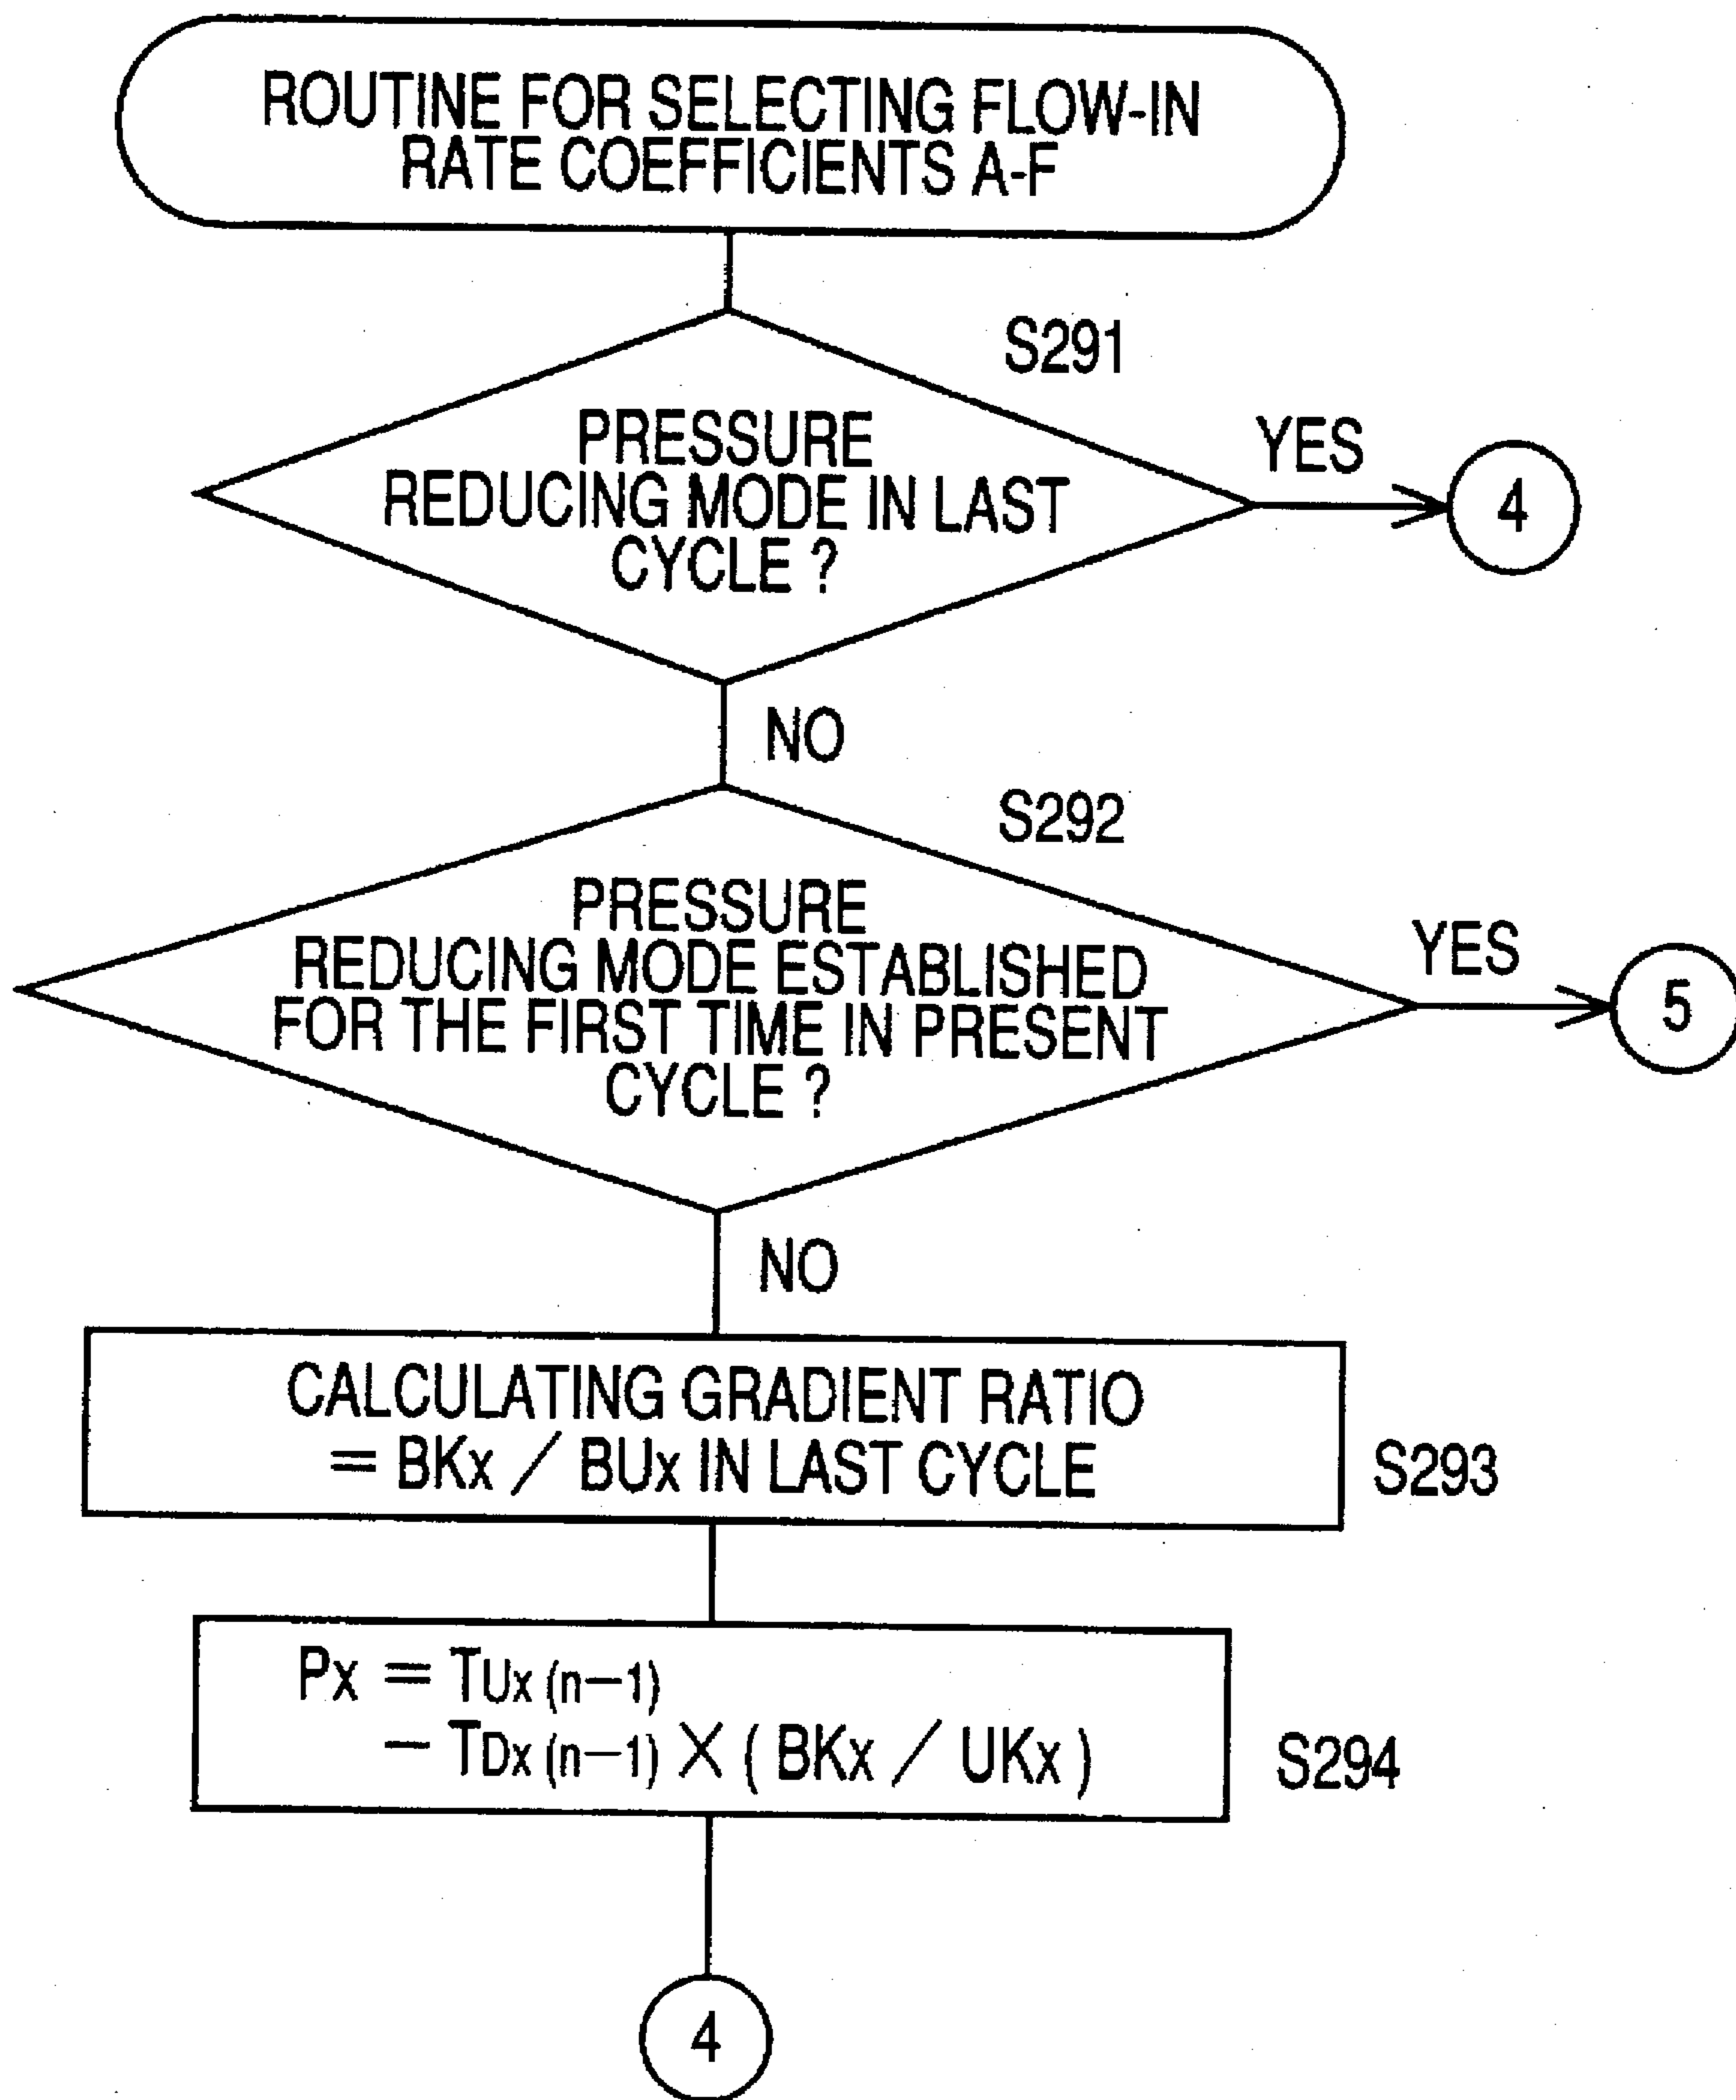 ROUTINE FOR SELECTING FLOW-IN
RATE COEFFICIENTS A-F
S291
PRESSURE
REDUCING MODE IN LAST
CYCLE ?
YES
4
NO
S292
PRESSURE
REDUCING MODE ESTABLISHED
FOR THE FIRST TIME IN PRESENT
CYCLE ?
YES
5
NO
CALCULATING GRADIENT RATIO
= BKx / BUx IN LAST CYCLE
S293
Px = TUx (n-1)
- TDx (n-1) × ( BKx / UKx )
S294
4